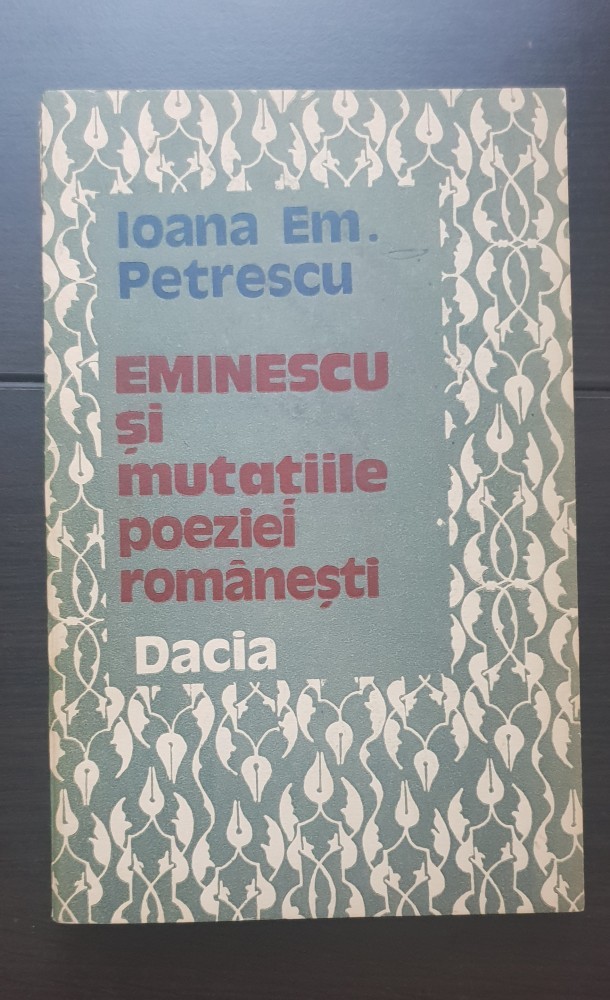 Ioana Em.
Petrescu
EMINESCU
și
mutațiile
poeziei
românești
Dacia